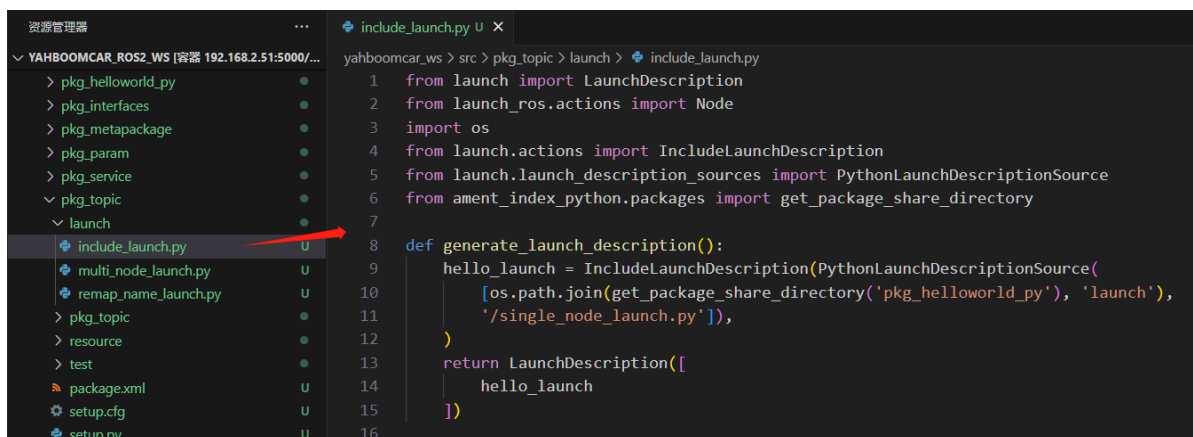 资源管理器 ···
YAHBOOMCAR_ROS2_WS [容器 192.168.2.51:5000/...
pkg_helloworld_py
pkg_interfaces
pkg_metapackage
pkg_param
pkg_service
pkg_topic
launch
include_launch.py U
multi_node_launch.py U
remap_name_launch.py U
pkg_topic
resource
test
package.xml U
setup.cfg U
setup.py U
include_launch.py U ×
yahboomcar_ws > src > pkg_topic > launch > include_launch.py
1 from launch import LaunchDescription
2 from launch_ros.actions import Node
3 import os
4 from launch.actions import IncludeLaunchDescription
5 from launch.launch_description_sources import PythonLaunchDescriptionSource
6 from ament_index_python.packages import get_package_share_directory
7
8 def generate_launch_description():
9     hello_launch = IncludeLaunchDescription(PythonLaunchDescriptionSource(
10         [os.path.join(get_package_share_directory('pkg_helloworld_py'), 'launch'),
11         '/single_node_launch.py']),
12     )
13     return LaunchDescription([
14         hello_launch
15     ])
16